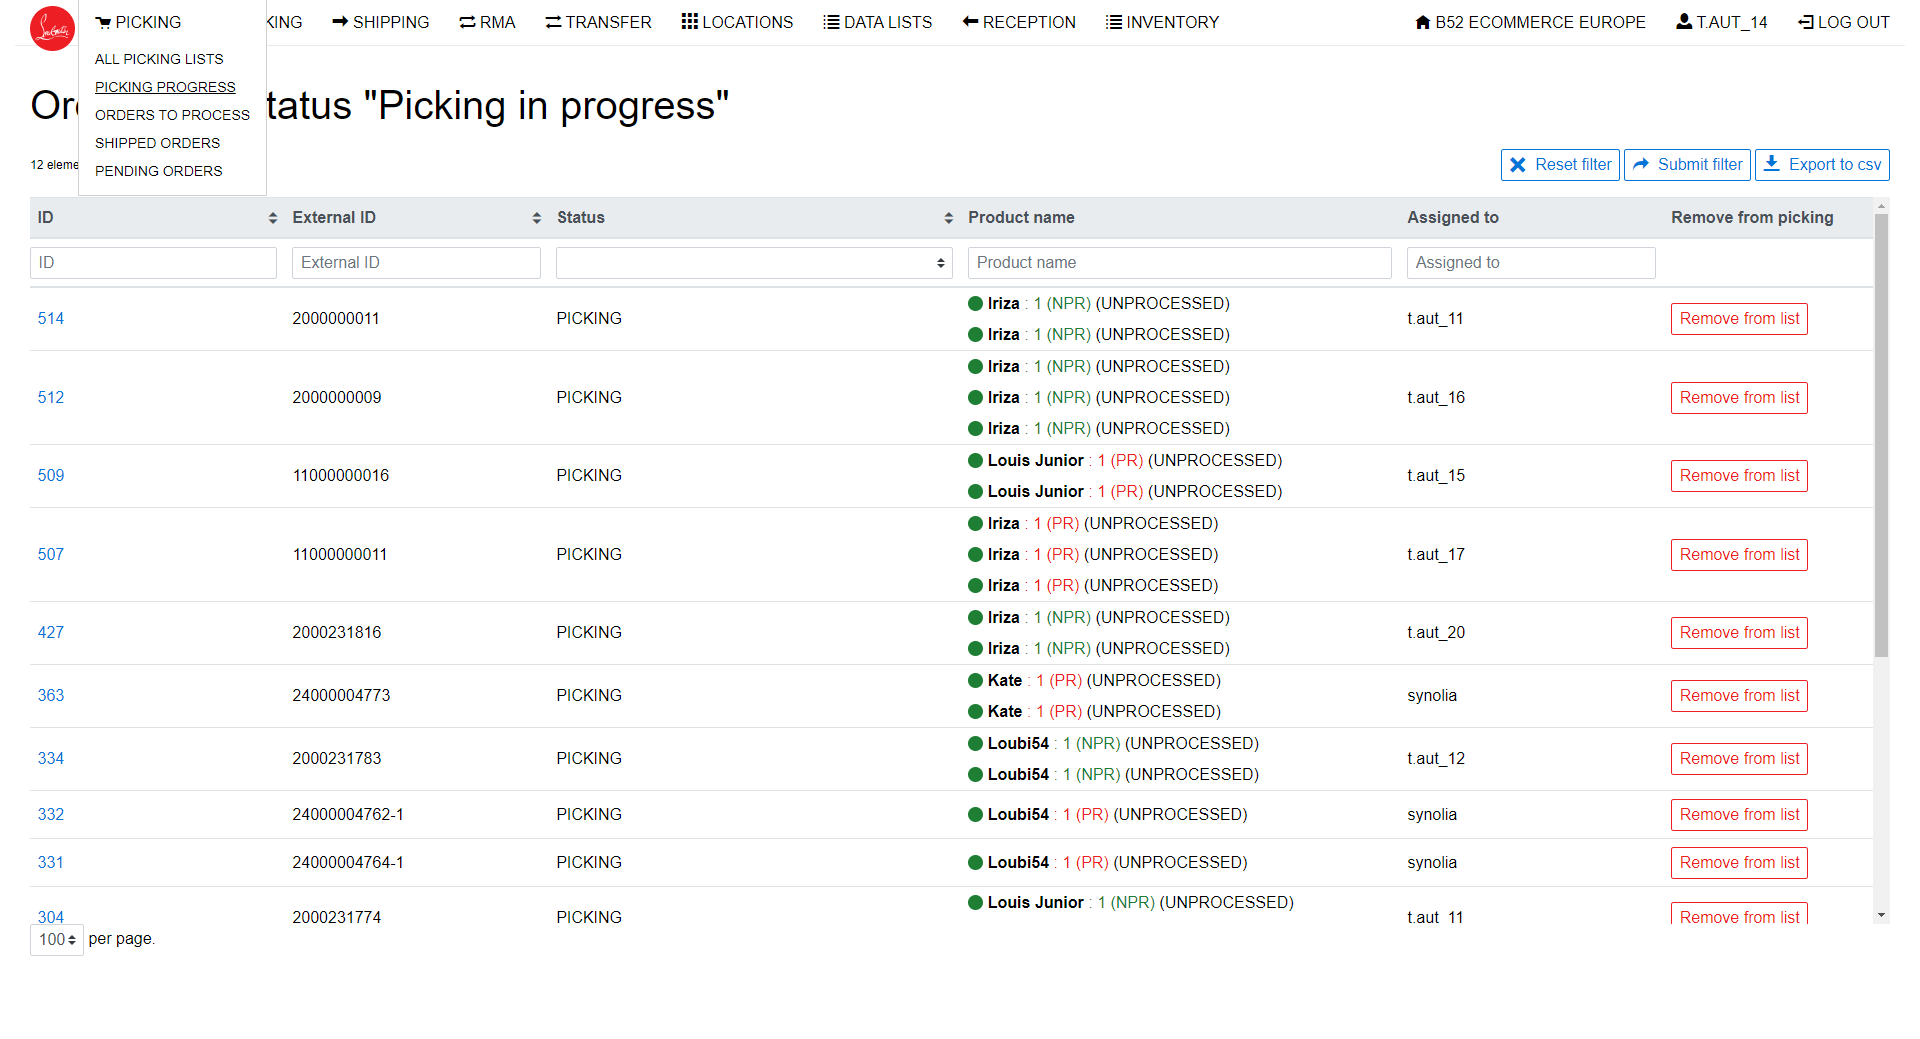 PICKING
KING
SHIPPING
RMA
TRANSFER
LOCATIONS
DATA LISTS
RECEPTION
INVENTORY
B52 ECOMMERCE EUROPE
T.AUT_14
LOG OUT
ALL PICKING LISTS
PICKING PROGRESS
ORDERS TO PROCESS
SHIPPED ORDERS
PENDING ORDERS
Or tatus "Picking in progress"
12 eleme
Reset filter Submit filter Export to csv
ID External ID Status Product name Assigned to Remove from picking
ID External ID Product name Assigned to
514 2000000011 PICKING Iriza : 1 (NPR) (UNPROCESSED) t.aut_11 Remove from list
Iriza : 1 (NPR) (UNPROCESSED)
Iriza : 1 (NPR) (UNPROCESSED)
512 2000000009 PICKING Iriza : 1 (NPR) (UNPROCESSED) t.aut_16 Remove from list
Iriza : 1 (NPR) (UNPROCESSED)
509 11000000016 PICKING Louis Junior : 1 (PR) (UNPROCESSED) t.aut_15 Remove from list
Louis Junior : 1 (PR) (UNPROCESSED)
Iriza : 1 (PR) (UNPROCESSED)
507 11000000011 PICKING Iriza : 1 (PR) (UNPROCESSED) t.aut_17 Remove from list
Iriza : 1 (PR) (UNPROCESSED)
427 2000231816 PICKING Iriza : 1 (NPR) (UNPROCESSED) t.aut_20 Remove from list
Iriza : 1 (NPR) (UNPROCESSED)
363 24000004773 PICKING Kate : 1 (PR) (UNPROCESSED) synolia Remove from list
Kate : 1 (PR) (UNPROCESSED)
334 2000231783 PICKING Loubi54 : 1 (NPR) (UNPROCESSED) t.aut_12 Remove from list
Loubi54 : 1 (NPR) (UNPROCESSED)
332 24000004762-1 PICKING Loubi54 : 1 (PR) (UNPROCESSED) synolia Remove from list
331 24000004764-1 PICKING Loubi54 : 1 (PR) (UNPROCESSED) synolia Remove from list
304 2000231774 PICKING Louis Junior : 1 (NPR) (UNPROCESSED) t.aut_11 Remove from list
100 per page.